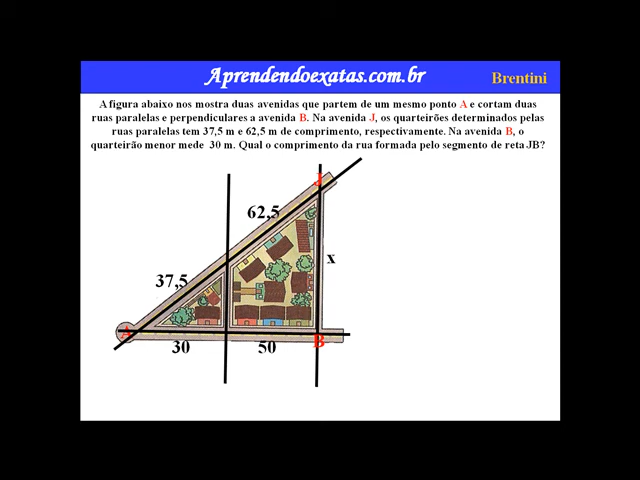 Aprendendoexatas.com.br
Brentini
A figura abaixo nos mostra duas avenidas que partem de um mesmo ponto A e cortam duas
ruas paralelas e perpendiculares a avenida B. Na avenida J, os quarteirões determinados pelas
ruas paralelas tem 37,5 m e 62,5 m de comprimento, respectivamente. Na avenida B, o
quarteirão menor mede 30 m. Qual o comprimento da rua formada pelo segmento de reta JB?
J
62,5
x
37,5
A
B
30
50